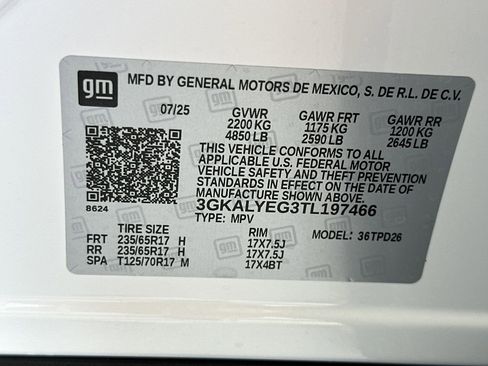 gm
MFD BY GENERAL MOTORS DE MEXICO, S. DE R.L. DE C.V.
07/25 GVWR GAWR FRT GAWR RR
2200 KG 1175 KG 1200 KG
4850 LB 2590 LB 2645 LB
THIS VEHICLE CONFORMS TO ALL
APPLICABLE U.S. FEDERAL MOTOR
VEHICLE SAFETY AND THEFT PREVENTION
STANDARDS IN EFFECT ON THE DATE OF
MANUFACTURE SHOWN ABOVE.
8624 3GKALYEG3TL197466
TYPE: MPV
TIRE SIZE RIM MODEL: 36TPD26
FRT 235/65R17 H 17X7.5J
RR 235/65R17 H 17X7.5J
SPA T125/70R17 M 17X4BT